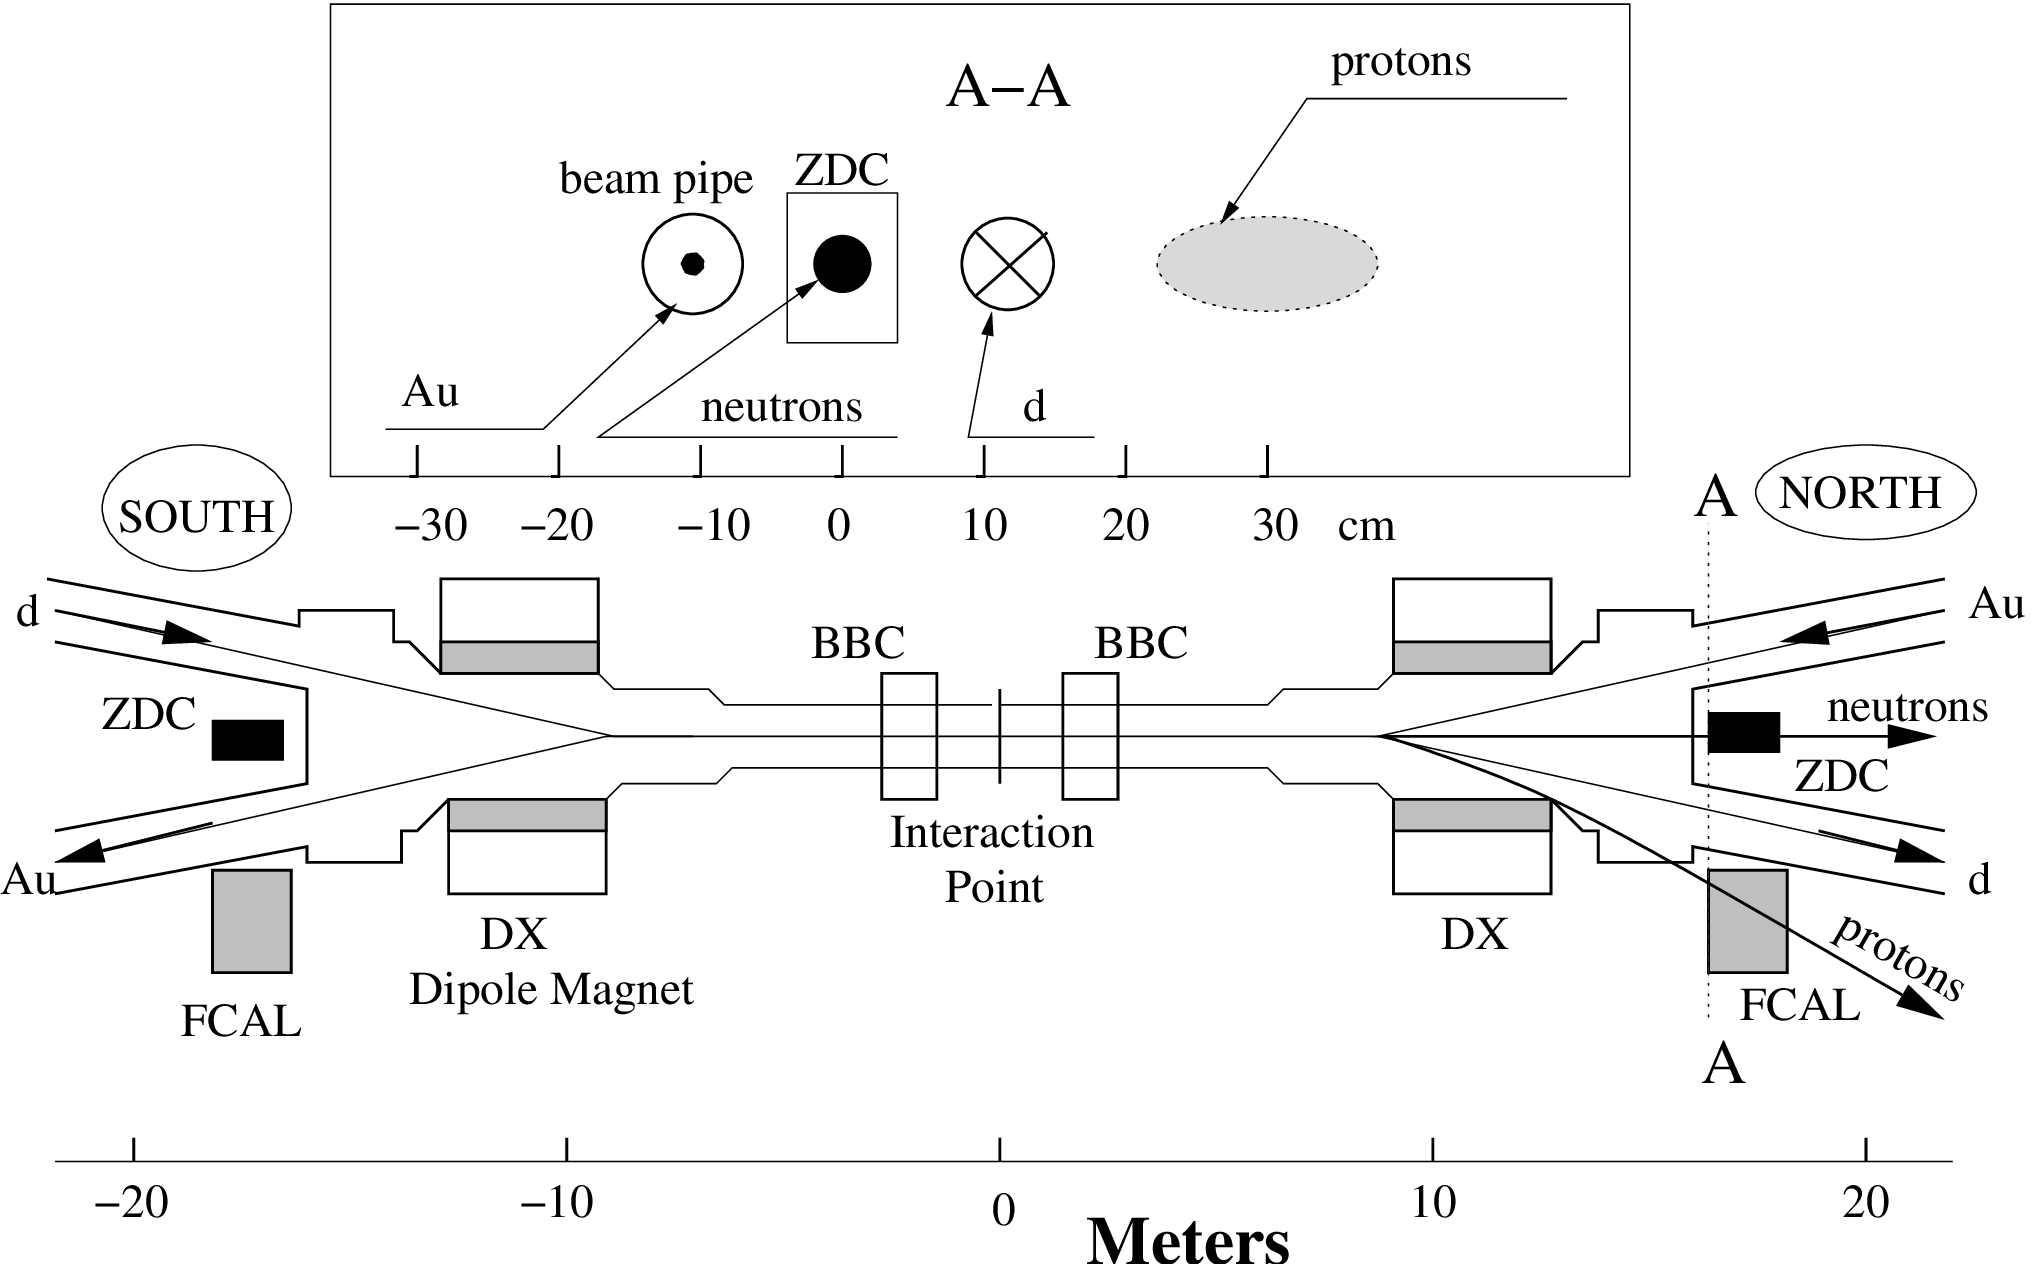 protons
A–A
beam pipe
ZDC
Au
neutrons
d
−30 −20 −10 0 10 20 30 cm
SOUTH
A
NORTH
d
Au
BBC
BBC
ZDC
neutrons
ZDC
Interaction
Point
Au
d
DX
Dipole Magnet
DX
protons
FCAL
FCAL
A
−20 −10 0 10 20
Meters